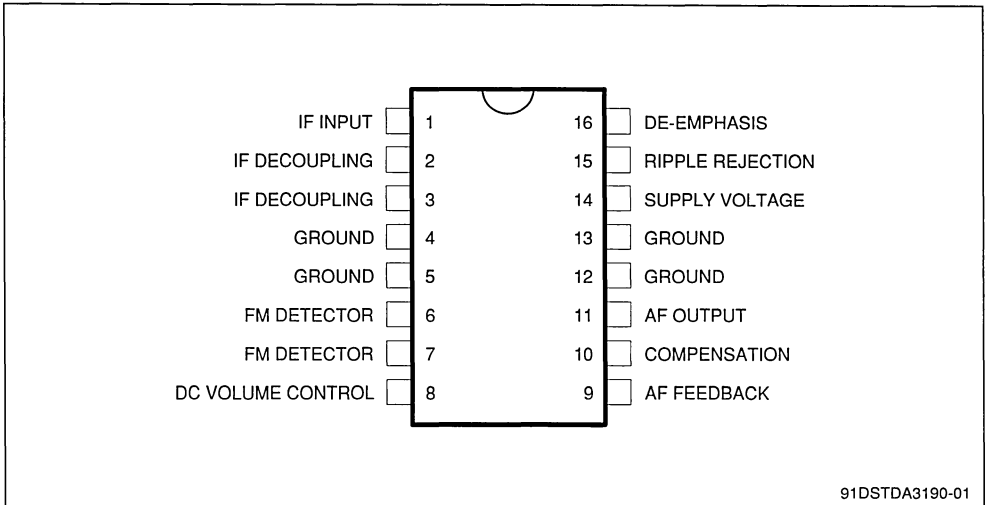 IF INPUT 1 16 DE-EMPHASIS
IF DECOUPLING 2 15 RIPPLE REJECTION
IF DECOUPLING 3 14 SUPPLY VOLTAGE
GROUND 4 13 GROUND
GROUND 5 12 GROUND
FM DETECTOR 6 11 AF OUTPUT
FM DETECTOR 7 10 COMPENSATION
DC VOLUME CONTROL 8 9 AF FEEDBACK
91DSTDA3190-01